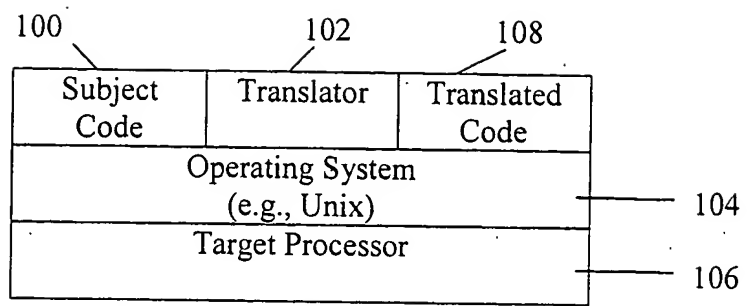 100
102
108
Subject
Code
Translator
Translated
Code
Operating System
(e.g., Unix)
104
Target Processor
106